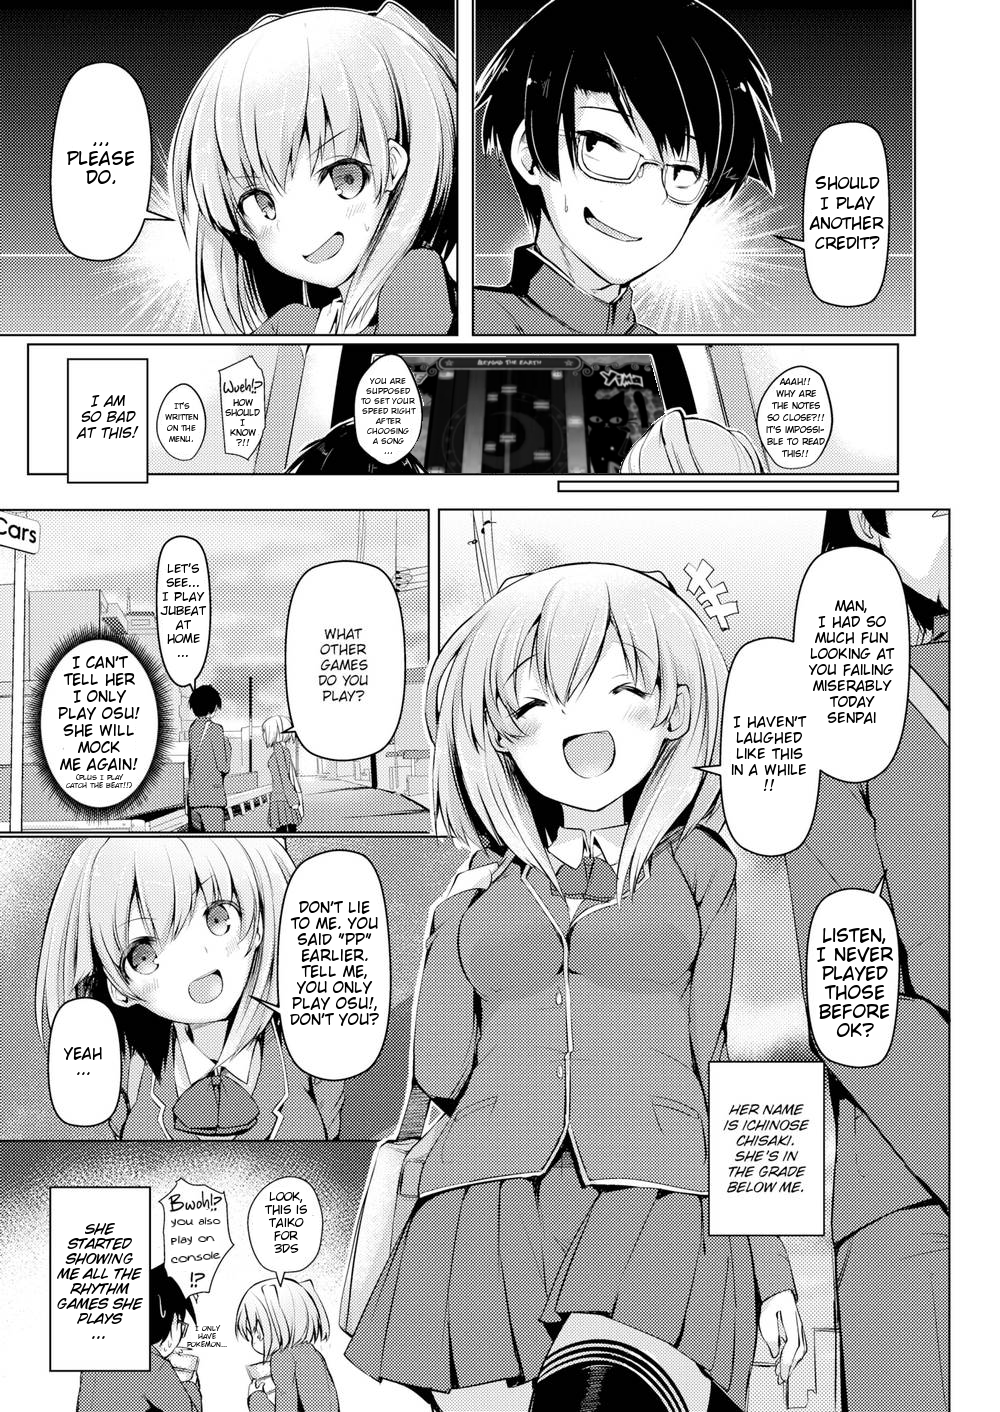 SHOULD
I PLAY
ANOTHER
CREDIT?
...
PLEASE
DO.
BEYOND THE EARTH
AAAH!!
WHY ARE
THE NOTES
SO CLOSE?!!
IT'S IMPOSSI-
BLE TO READ
THIS!!
YOU ARE
SUPPOSED
TO SET YOUR
SPEED RIGHT
AFTER
CHOOSING
A SONG
...
Wueh!?
HOW
SHOULD
I
KNOW
?!!
IT'S
WRITTEN
ON THE
MENU.
I AM
SO BAD
AT THIS!
MAN,
I HAD SO
MUCH FUN
LOOKING AT
YOU FAILING
MISERABLY
TODAY
SENPAI
I HAVEN'T
LAUGHED
LIKE THIS
IN A WHILE
!!
LISTEN,
I NEVER
PLAYED
THOSE
BEFORE
OK?
HER NAME
IS ICHINOSE
CHISAKI.
SHE'S IN
THE GRADE
BELOW ME.
Cars
WHAT
OTHER
GAMES
DO YOU
PLAY?
LET'S
SEE...
I PLAY
JUBEAT
AT
HOME
...
I CAN'T
TELL HER
I ONLY
PLAY OSU!
SHE WILL
MOCK
ME AGAIN!
(PLUS I PLAY
CATCH THE BEAT!!)
DON'T LIE
TO ME. YOU
SAID "PP"
EARLIER.
TELL ME,
YOU ONLY
PLAY OSU!,
DON'T YOU?
YEAH
...
LOOK,
THIS IS
TAIKO
FOR
3DS
Bwoh!?
you also
play on
console
!?
I ONLY
HAVE
POKEMON...
SHE
STARTED
SHOWING
ME ALL THE
RHYTHM
GAMES SHE
PLAYS
...